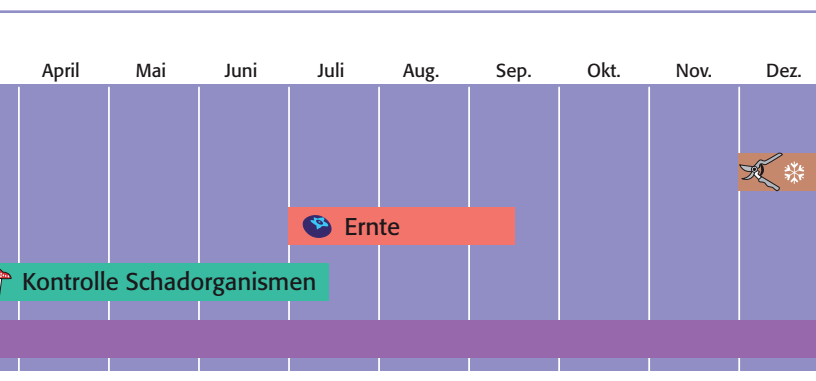 April Mai Juni Juli Aug. Sep. Okt. Nov. Dez.
Ernte
Kontrolle Schadorganismen